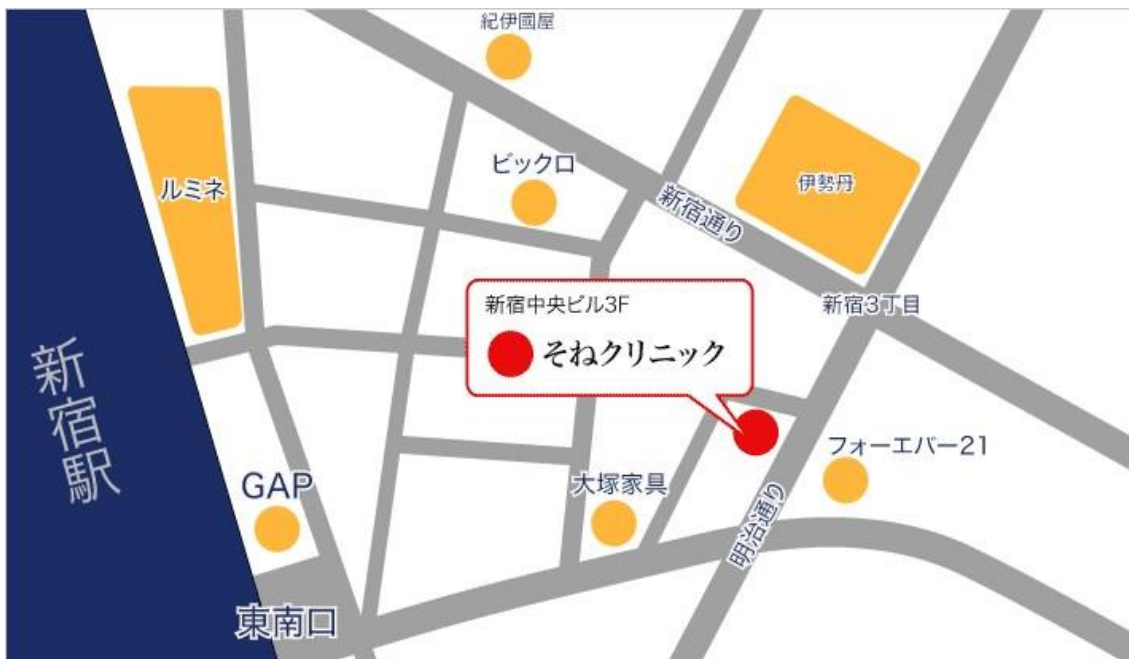 紀伊國屋
ビックロ
ルミネ
伊勢丹
新宿通り
新宿中央ビル3F
そねクリニック
新宿3丁目
新宿駅
フォーエバー21
GAP
大塚家具
明治通り
東南口